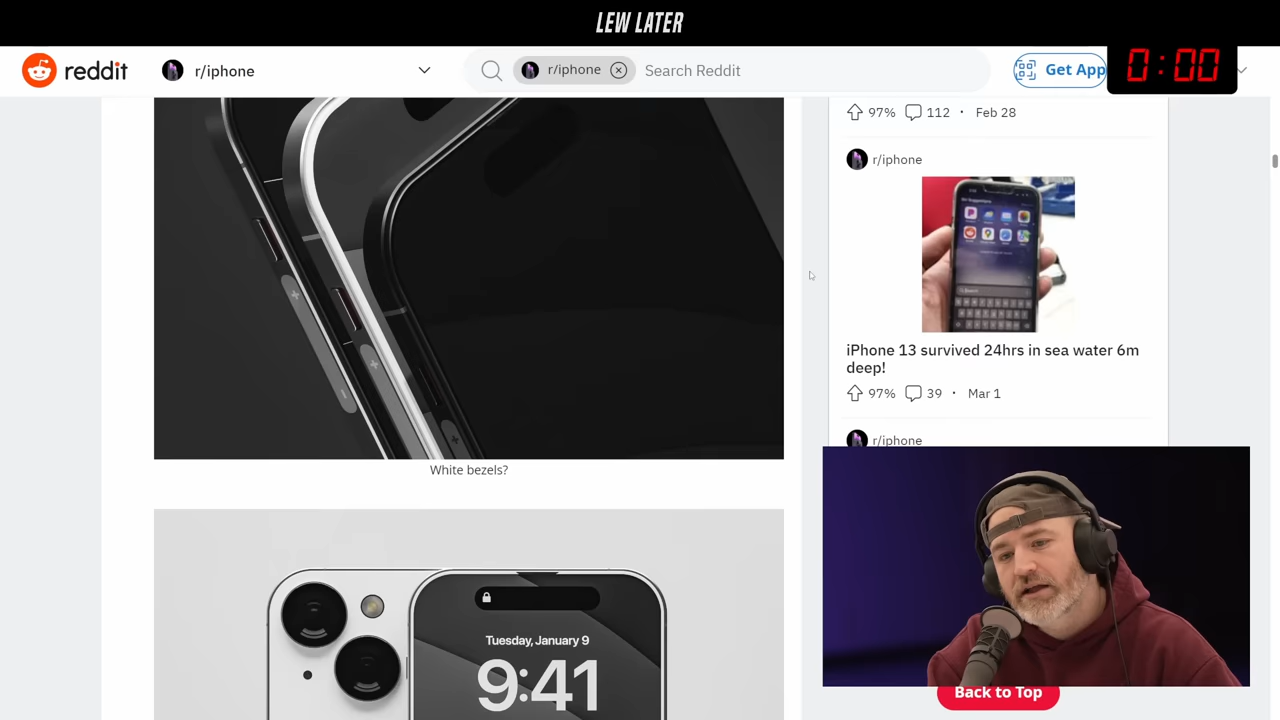 LEW LATER
reddit
r/iphone
r/iphone
Search Reddit
Get App
0:00
97%
112
·
Feb 28
r/iphone
iPhone 13 survived 24hrs in sea water 6m
deep!
97%
39
·
Mar 1
r/iphone
White bezels?
Tuesday, January 9
9:41
Back to Top